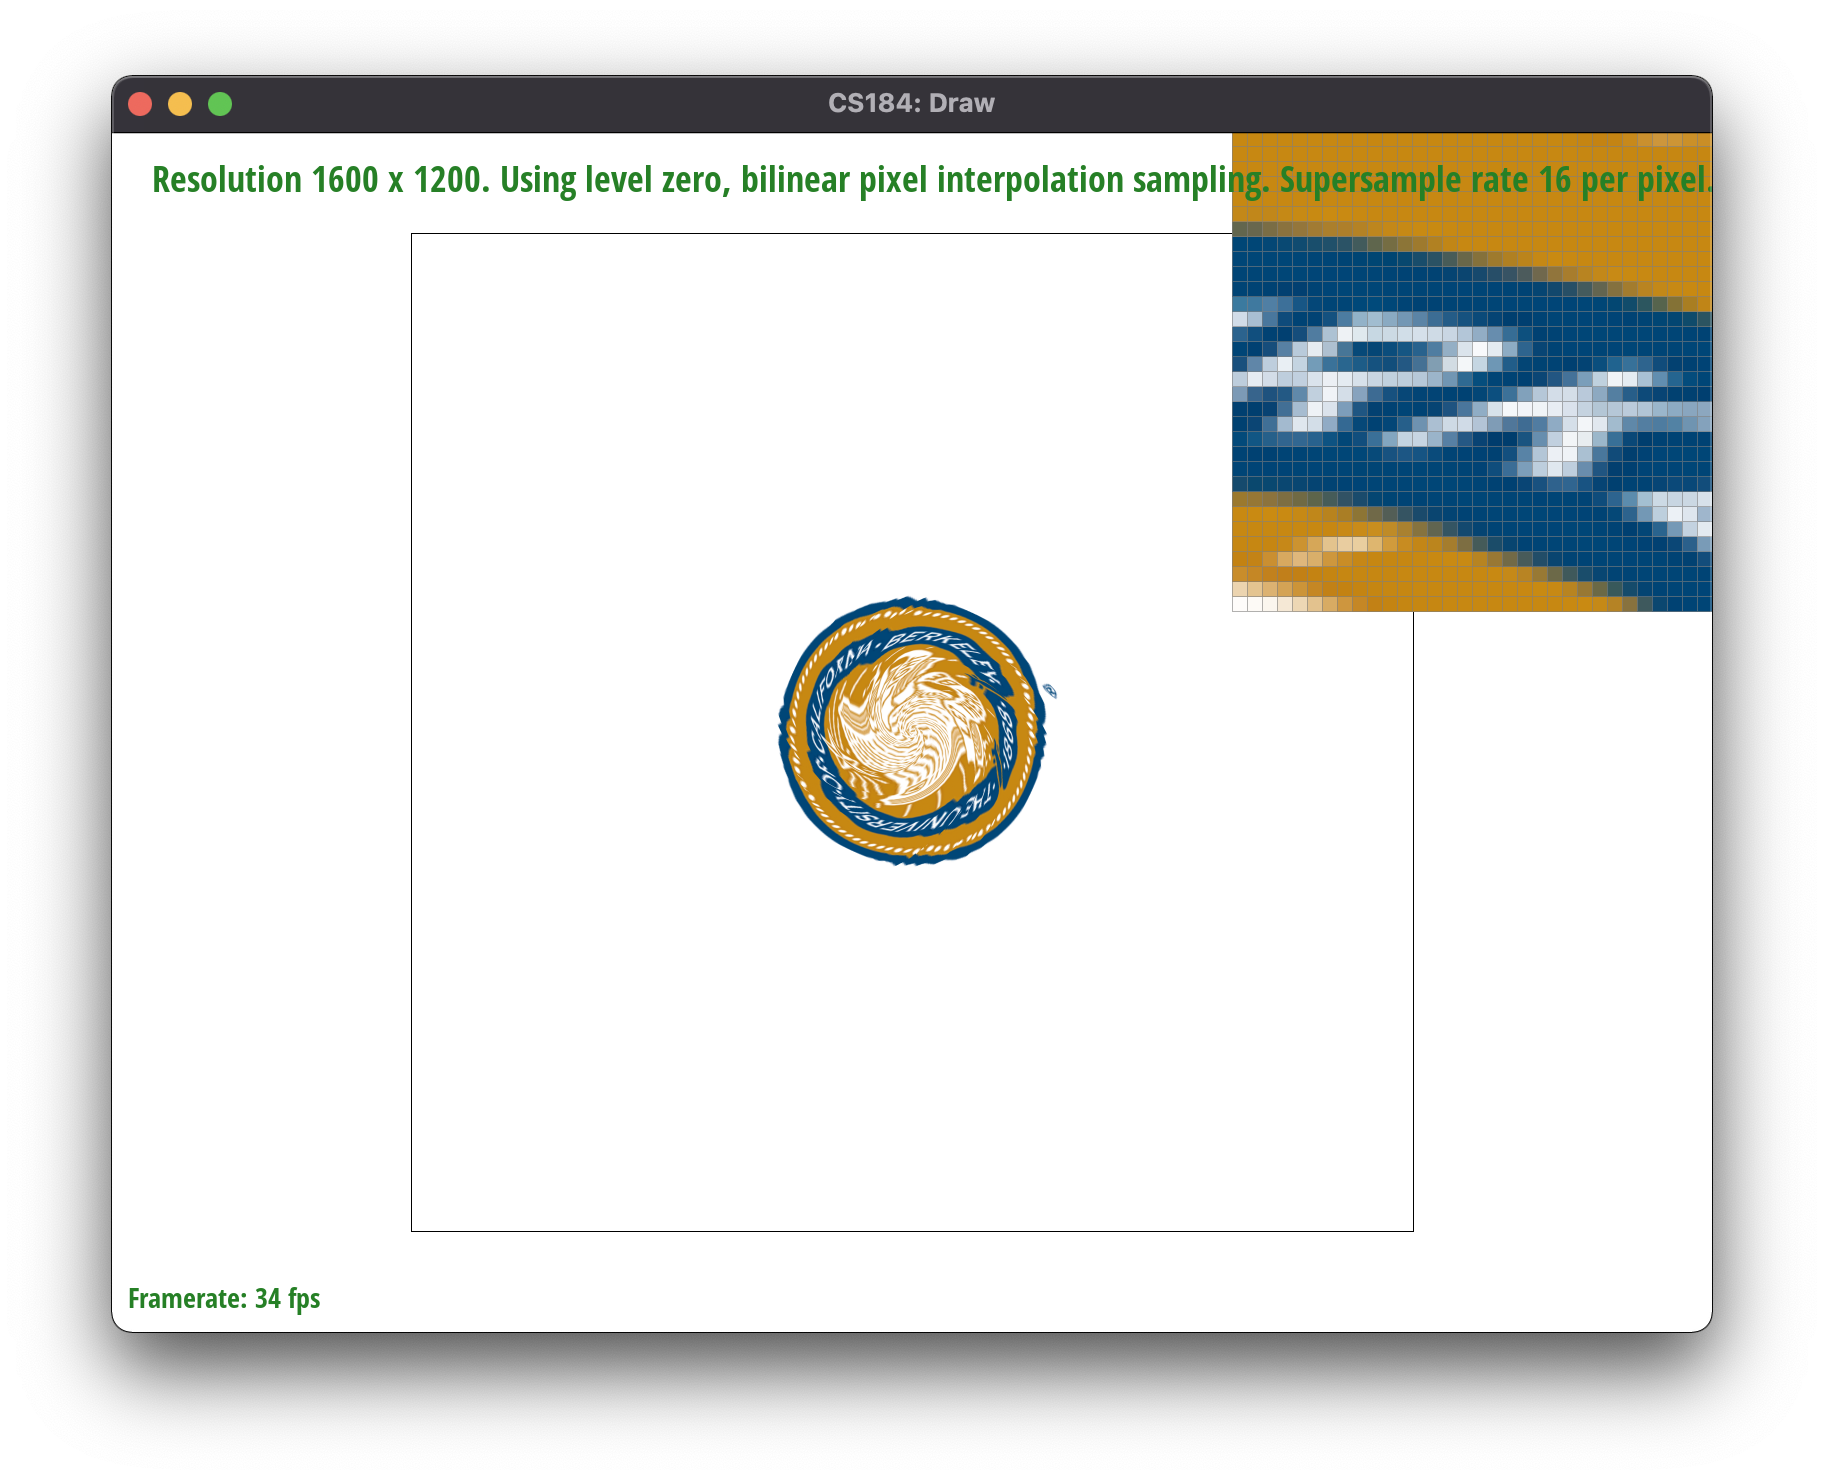 CS184: Draw
Resolution 1600 x 1200. Using level zero, bilinear pixel interpolation sampling. Supersample rate 16 per pixel.
CALIFORNIA · BERKELEY
1868 ·
THE UNIVERSITY OF
®
Framerate: 34 fps